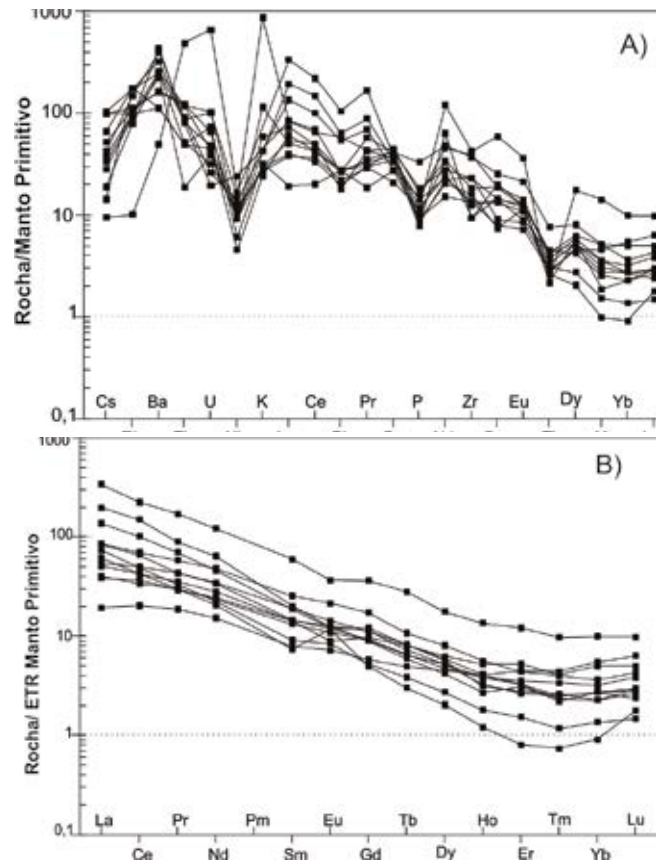 1000
A)
100
10
1
0,1
Rocha/Manto Primitivo
Cs Ba U K Ce Pr P Zr Eu Dy Yb
1000
B)
100
10
1
0,1
Rocha/ ETR Manto Primitivo
La Pr Pm Eu Tb Ho Tm Lu
Ce Nd Sm Gd Dy Er Yb